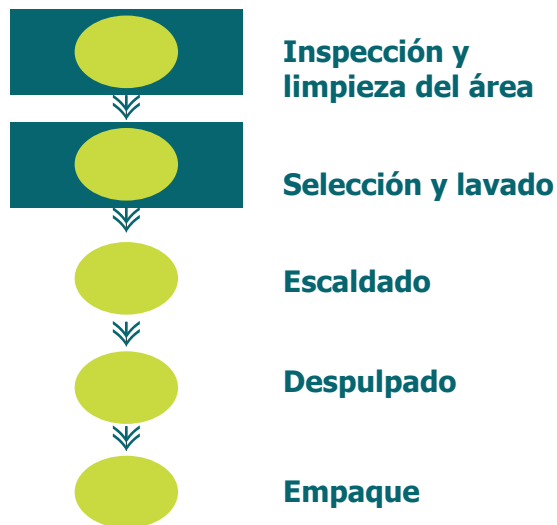 Inspección y
limpieza del área
Selección y lavado
Escaldado
Despulpado
Empaque